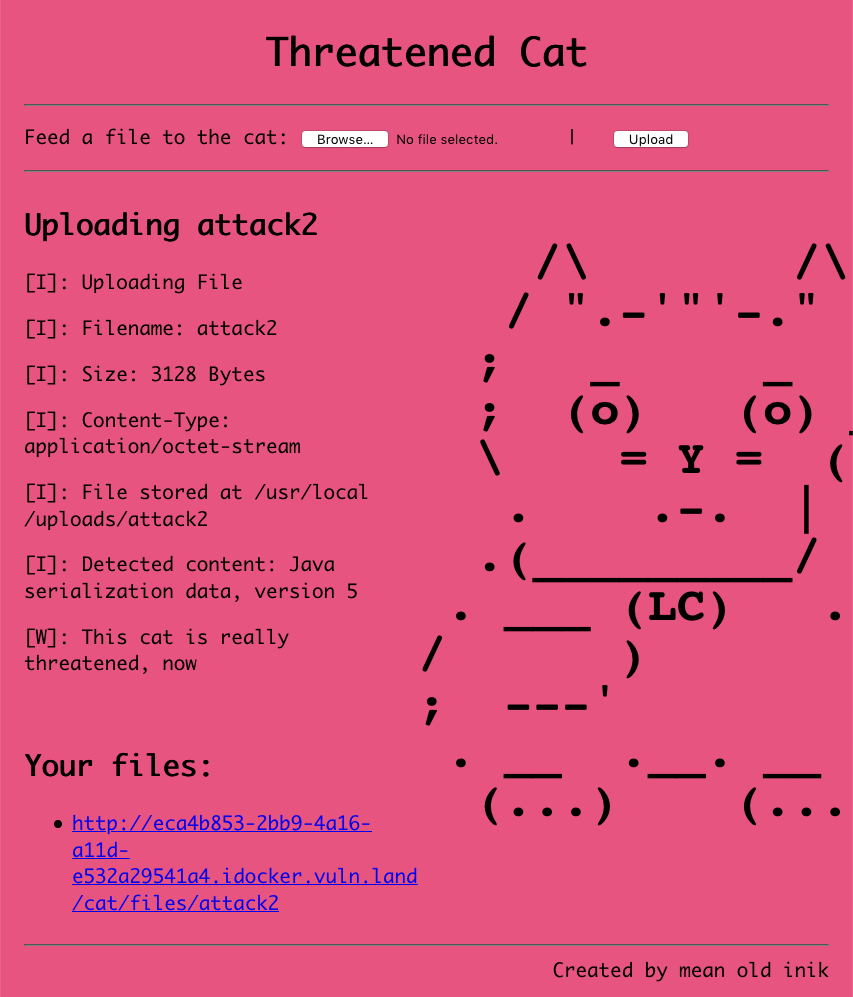 Threatened Cat
Feed a file to the cat: Browse... No file selected. | Upload
Uploading attack2
[I]: Uploading File
[I]: Filename: attack2
[I]: Size: 3128 Bytes
[I]: Content-Type:
application/octet-stream
[I]: File stored at /usr/local
/uploads/attack2
[I]: Detected content: Java
serialization data, version 5
[W]: This cat is really
threatened, now
/\         /\
/ ".-'"'-."
;
;   (o)    (o)
\     = Y =   (
.     .-.   |
.(_________/
. ___ (LC)    .
/       )
;   ---'
. __   .__. __
(...)     (...
Your files:
http://eca4b853-2bb9-4a16-
a11d-
e532a29541a4.idocker.vuln.land
/cat/files/attack2
Created by mean old inik